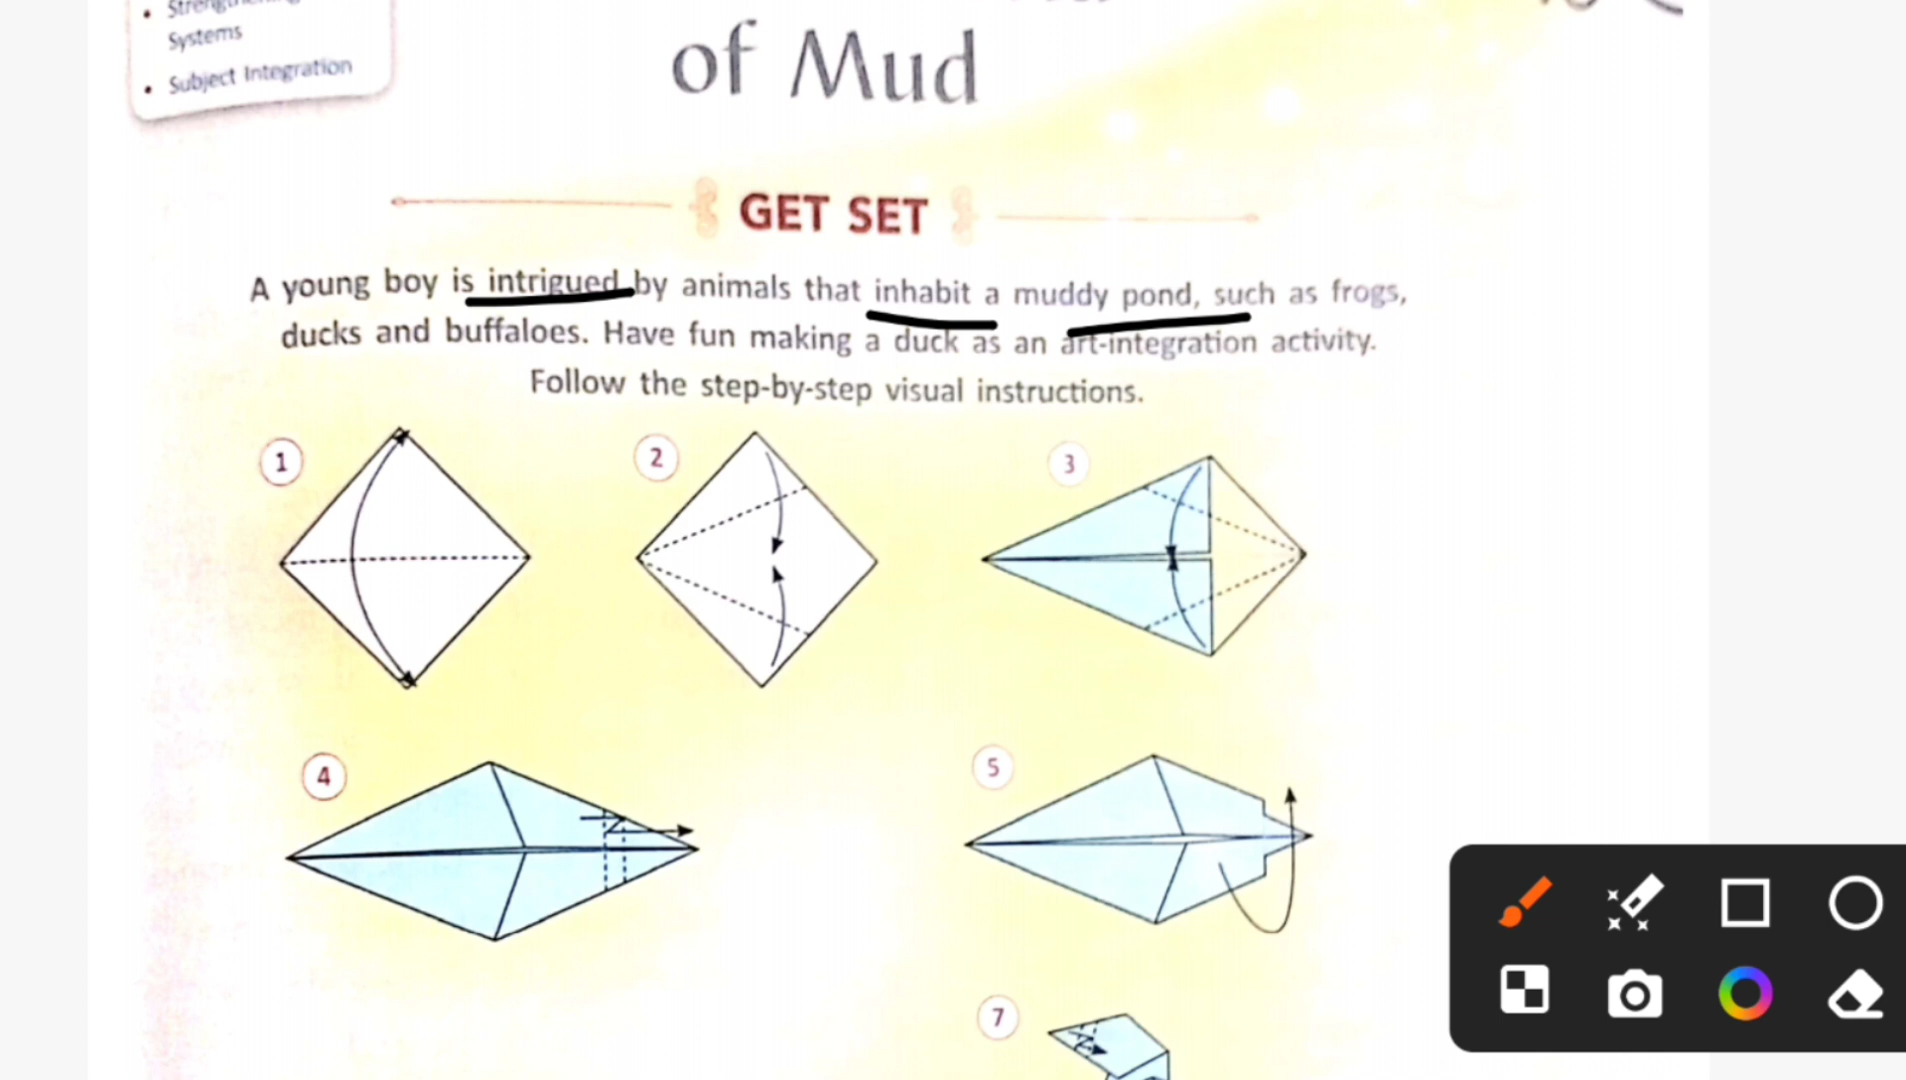 Systems
• Subject Integration
of Mud
GET SET
A young boy is intrigued by animals that inhabit a muddy pond, such as frogs,
ducks and buffaloes. Have fun making a duck as an art-integration activity.
Follow the step-by-step visual instructions.
1
2
3
4
5
7